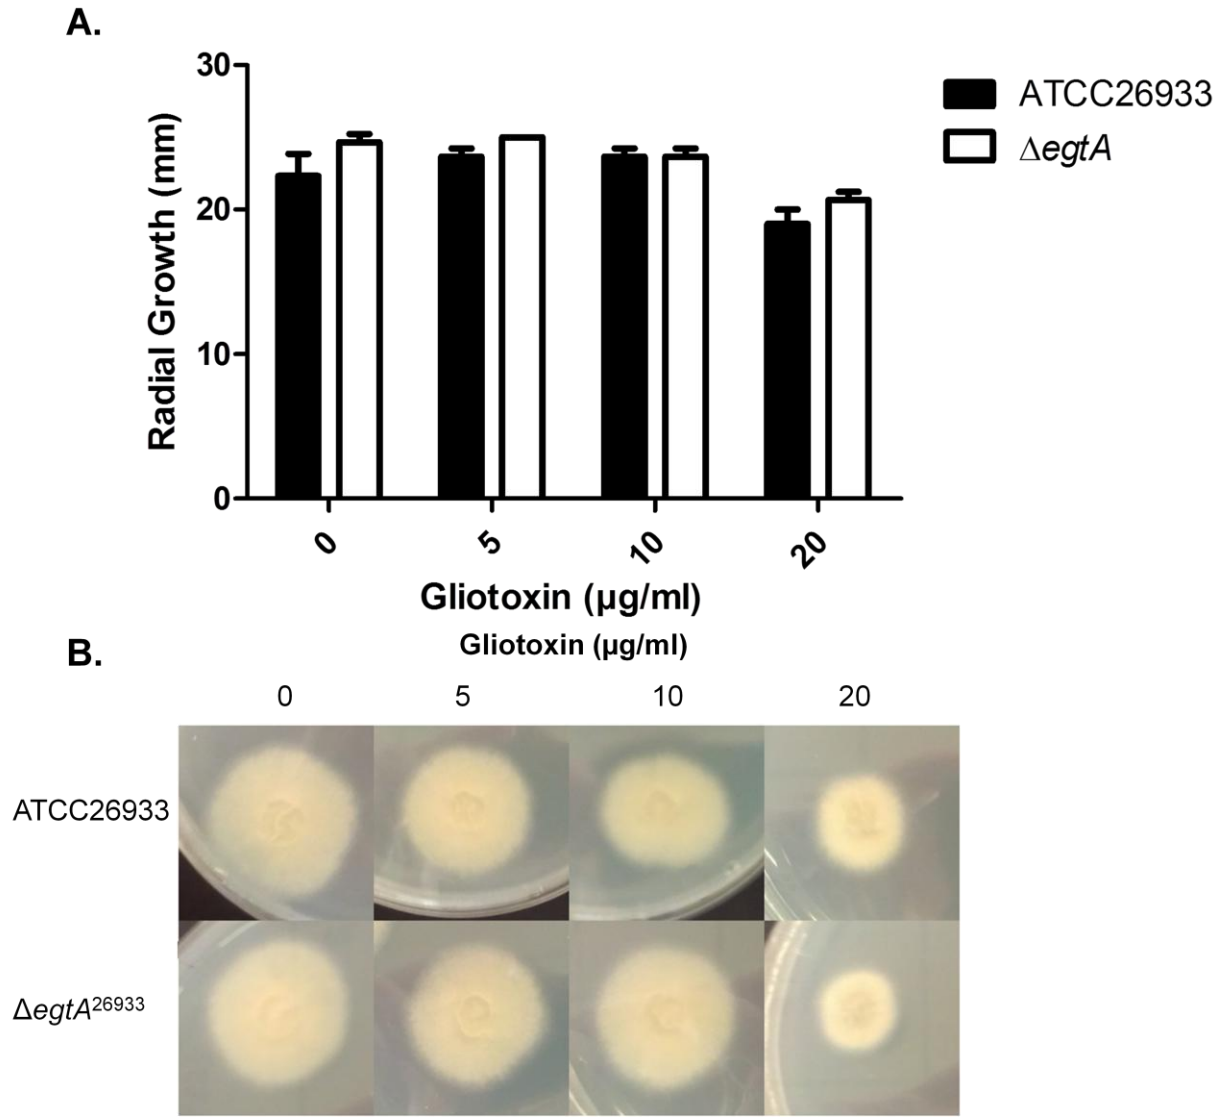 A.
30
20
10
0
Radial Growth (mm)
0 5 10 20
Gliotoxin (µg/ml)
ATCC26933
ΔegtA
B.
Gliotoxin (µg/ml)
0 5 10 20
ATCC26933
ΔegtA²⁶⁹³³